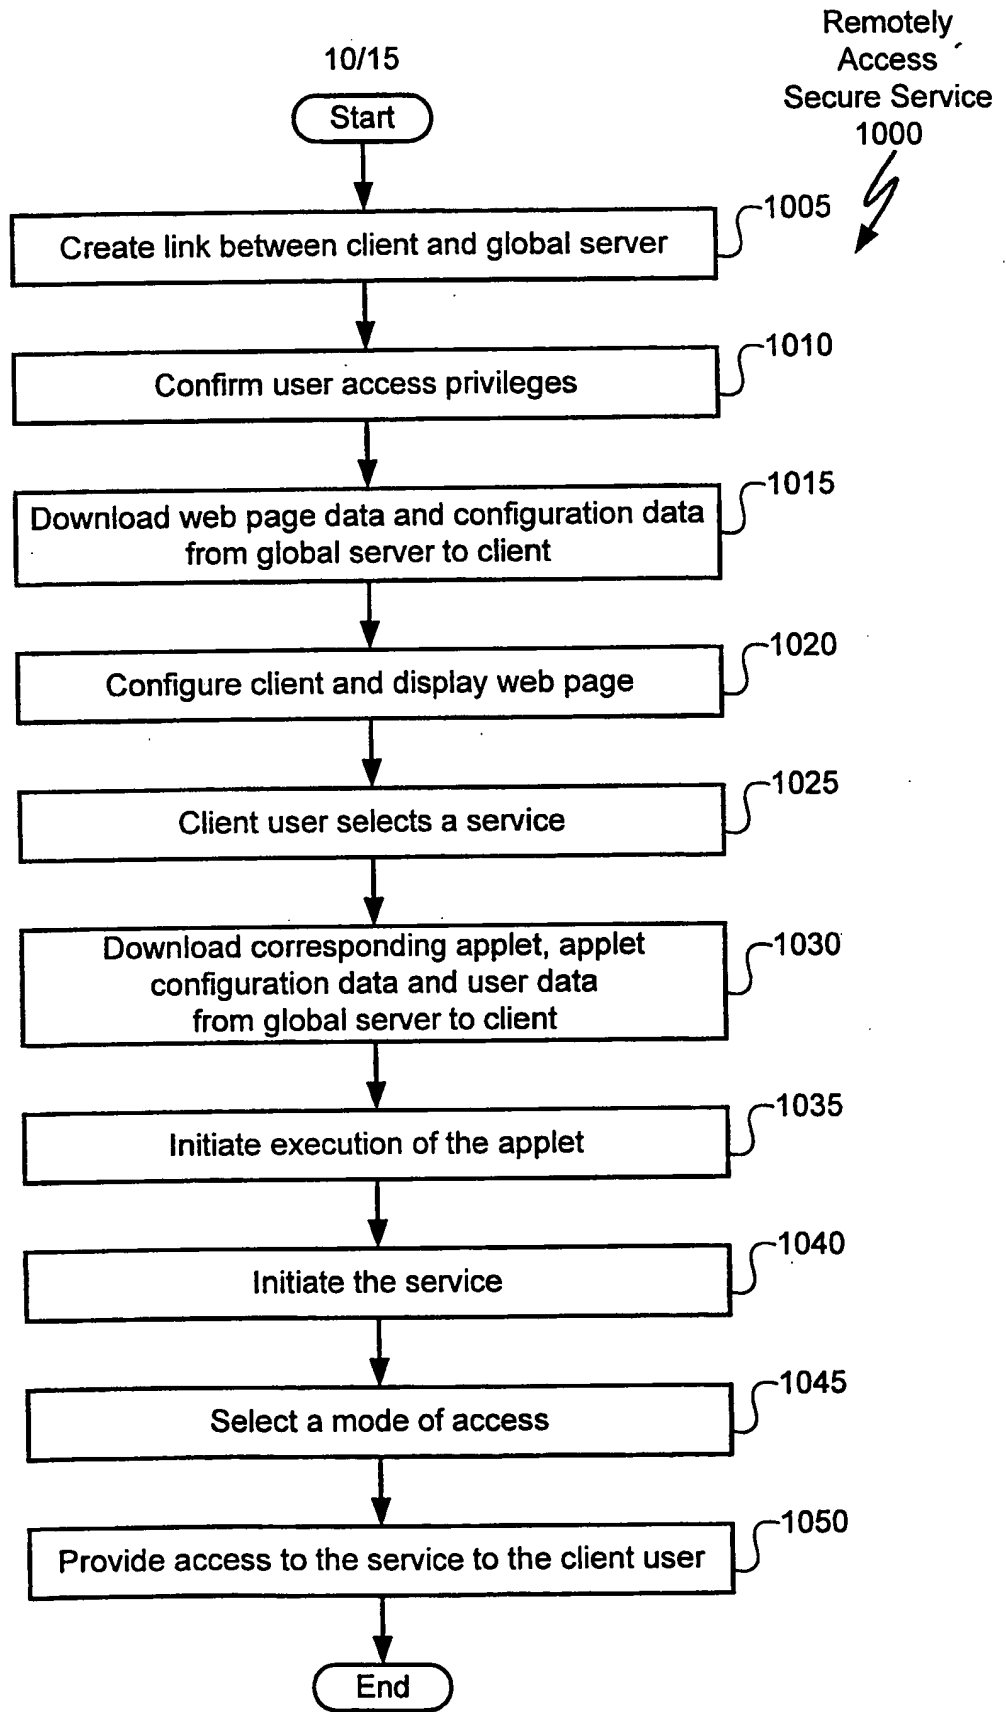 10/15
Remotely
Access
Secure Service
1000
Start
Create link between client and global server
1005
Confirm user access privileges
1010
Download web page data and configuration data
from global server to client
1015
Configure client and display web page
1020
Client user selects a service
1025
Download corresponding applet, applet
configuration data and user data
from global server to client
1030
Initiate execution of the applet
1035
Initiate the service
1040
Select a mode of access
1045
Provide access to the service to the client user
1050
End